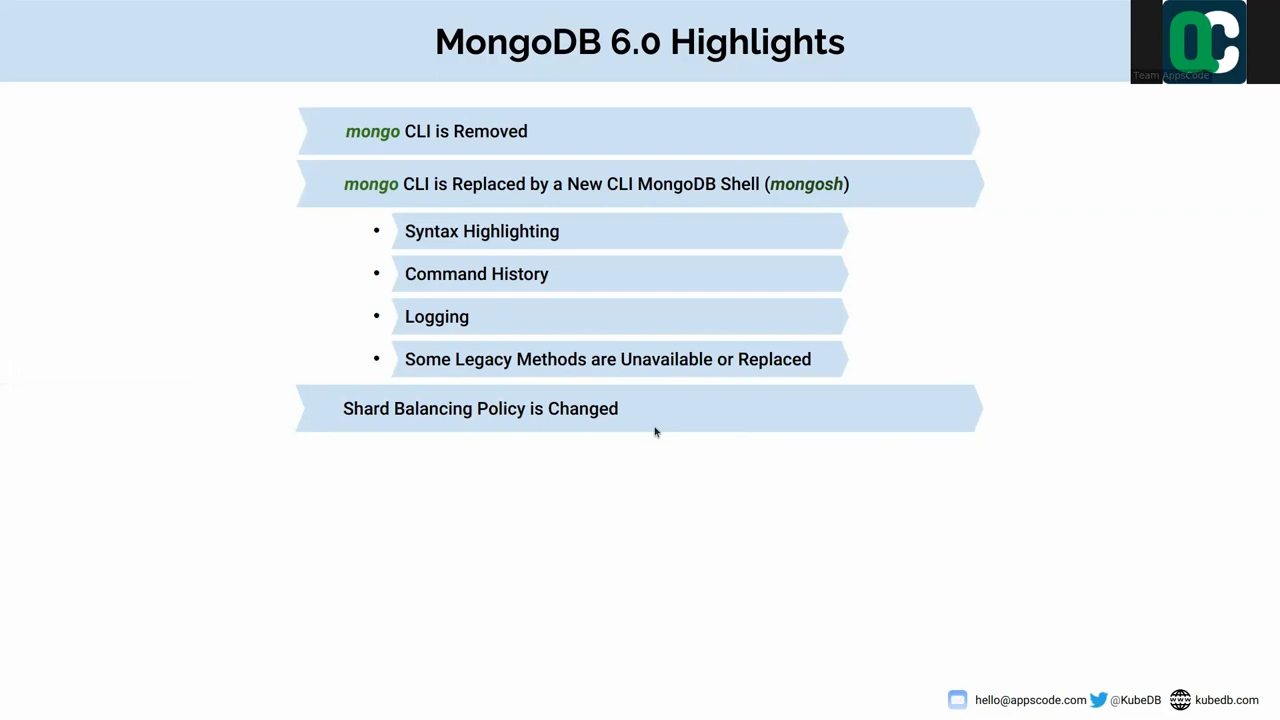 MongoDB 6.0 Highlights
Team AppsCode
mongo CLI is Removed
mongo CLI is Replaced by a New CLI MongoDB Shell (mongosh)
• Syntax Highlighting
• Command History
• Logging
• Some Legacy Methods are Unavailable or Replaced
Shard Balancing Policy is Changed
hello@appscode.com @KubeDB kubedb.com